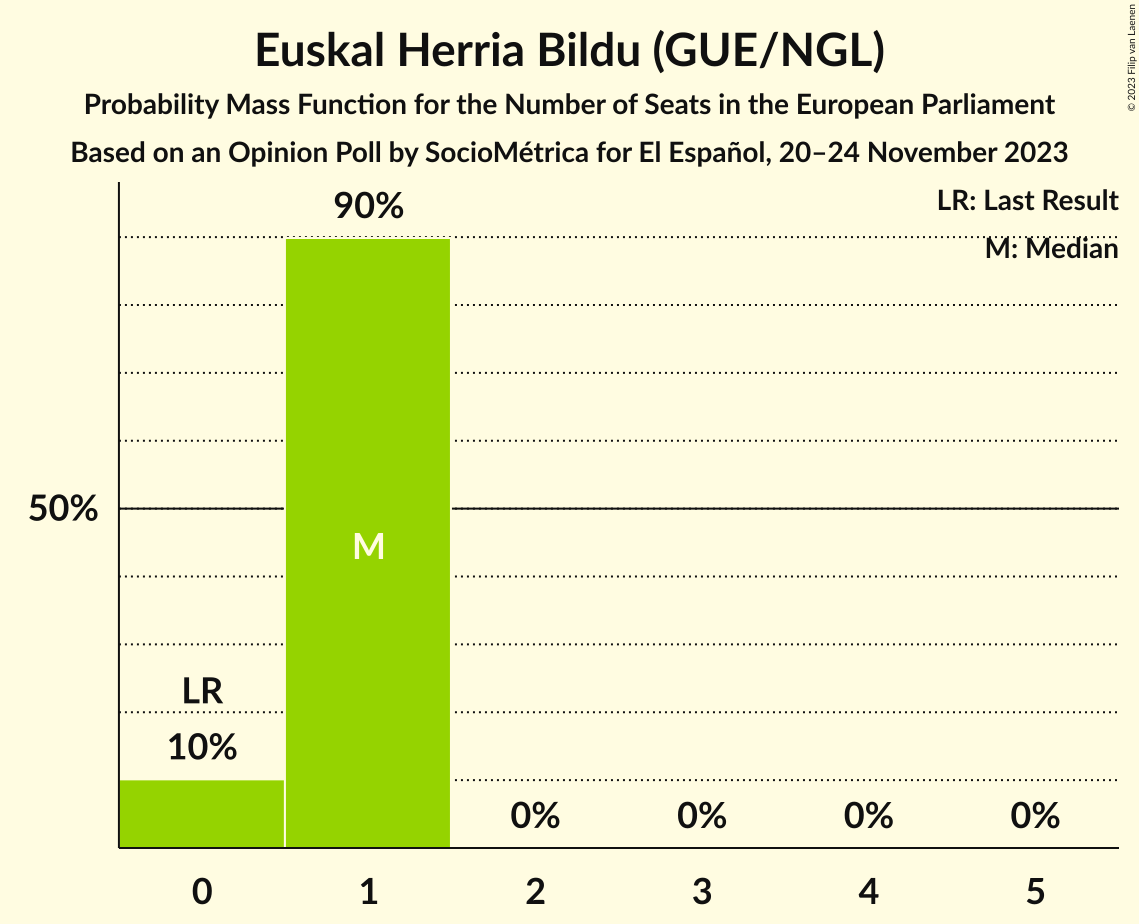 Euskal Herria Bildu (GUE/NGL)
Probability Mass Function for the Number of Seats in the European Parliament
Based on an Opinion Poll by SocioMétrica for El Español, 20–24 November 2023
© 2023 Filip van Laenen
LR: Last Result
M: Median
90%
50%
M
LR
10%
0%
0%
0%
0%
0
1
2
3
4
5